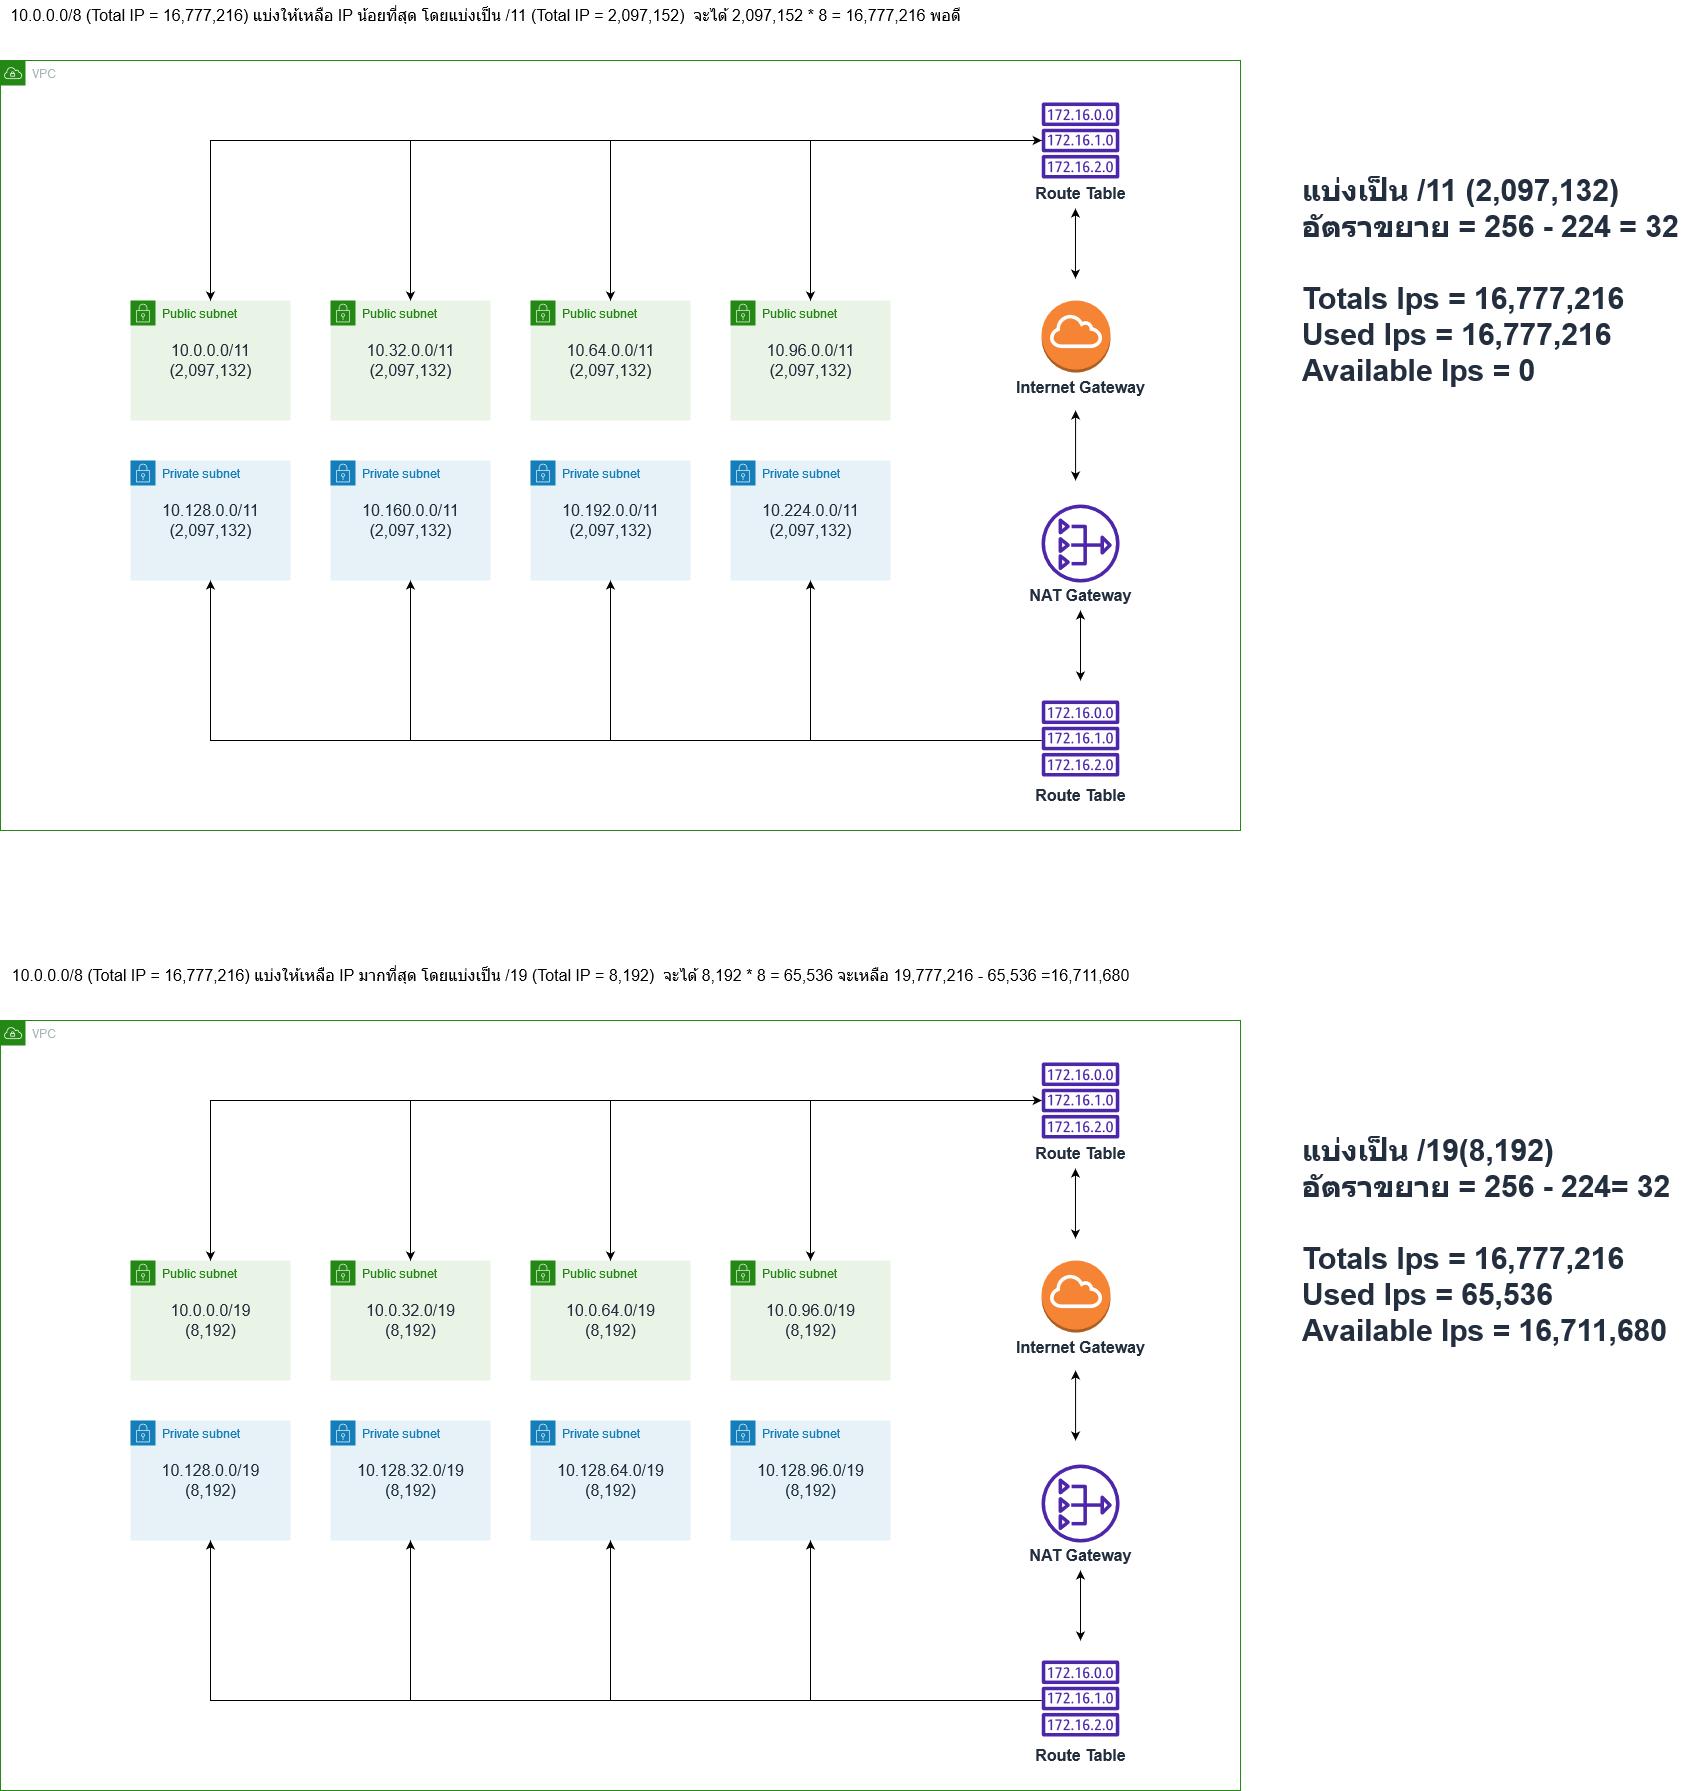 10.0.0.0/8 (Total IP = 16,777,216) แบ่งให้เหลือ IP น้อยที่สุด โดยแบ่งเป็น /11 (Total IP = 2,097,152)  จะได้ 2,097,152 * 8 = 16,777,216 พอดี
VPC
172.16.0.0
172.16.1.0
172.16.2.0
Route Table
แบ่งเป็น /11 (2,097,132)
อัตราขยาย = 256 - 224 = 32
Totals Ips = 16,777,216
Used Ips = 16,777,216
Available Ips = 0
Public subnet
10.0.0.0/11
(2,097,132)
Public subnet
10.32.0.0/11
(2,097,132)
Public subnet
10.64.0.0/11
(2,097,132)
Public subnet
10.96.0.0/11
(2,097,132)
Internet Gateway
Private subnet
10.128.0.0/11
(2,097,132)
Private subnet
10.160.0.0/11
(2,097,132)
Private subnet
10.192.0.0/11
(2,097,132)
Private subnet
10.224.0.0/11
(2,097,132)
NAT Gateway
172.16.0.0
172.16.1.0
172.16.2.0
Route Table
10.0.0.0/8 (Total IP = 16,777,216) แบ่งให้เหลือ IP มากที่สุด โดยแบ่งเป็น /19 (Total IP = 8,192)  จะได้ 8,192 * 8 = 65,536 จะเหลือ 19,777,216 - 65,536 =16,711,680
VPC
172.16.0.0
172.16.1.0
172.16.2.0
Route Table
แบ่งเป็น /19(8,192)
อัตราขยาย = 256 - 224= 32
Totals Ips = 16,777,216
Used Ips = 65,536
Available Ips = 16,711,680
Public subnet
10.0.0.0/19
(8,192)
Public subnet
10.0.32.0/19
(8,192)
Public subnet
10.0.64.0/19
(8,192)
Public subnet
10.0.96.0/19
(8,192)
Internet Gateway
Private subnet
10.128.0.0/19
(8,192)
Private subnet
10.128.32.0/19
(8,192)
Private subnet
10.128.64.0/19
(8,192)
Private subnet
10.128.96.0/19
(8,192)
NAT Gateway
172.16.0.0
172.16.1.0
172.16.2.0
Route Table